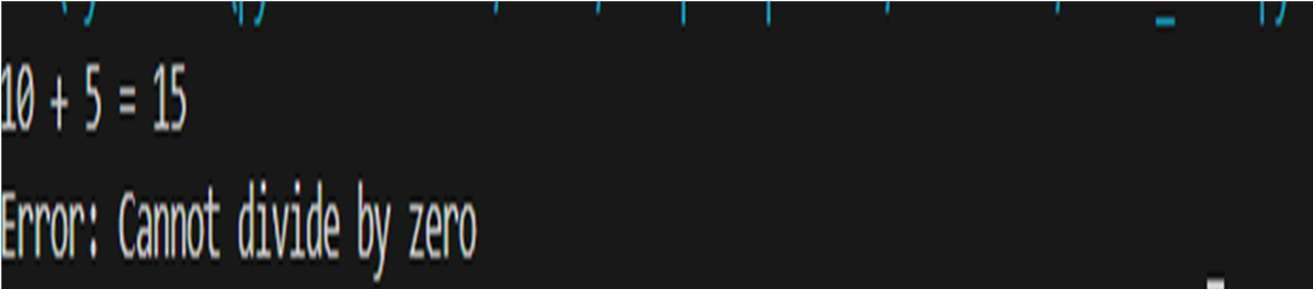 10 + 5 = 15
Error: Cannot divide by zero